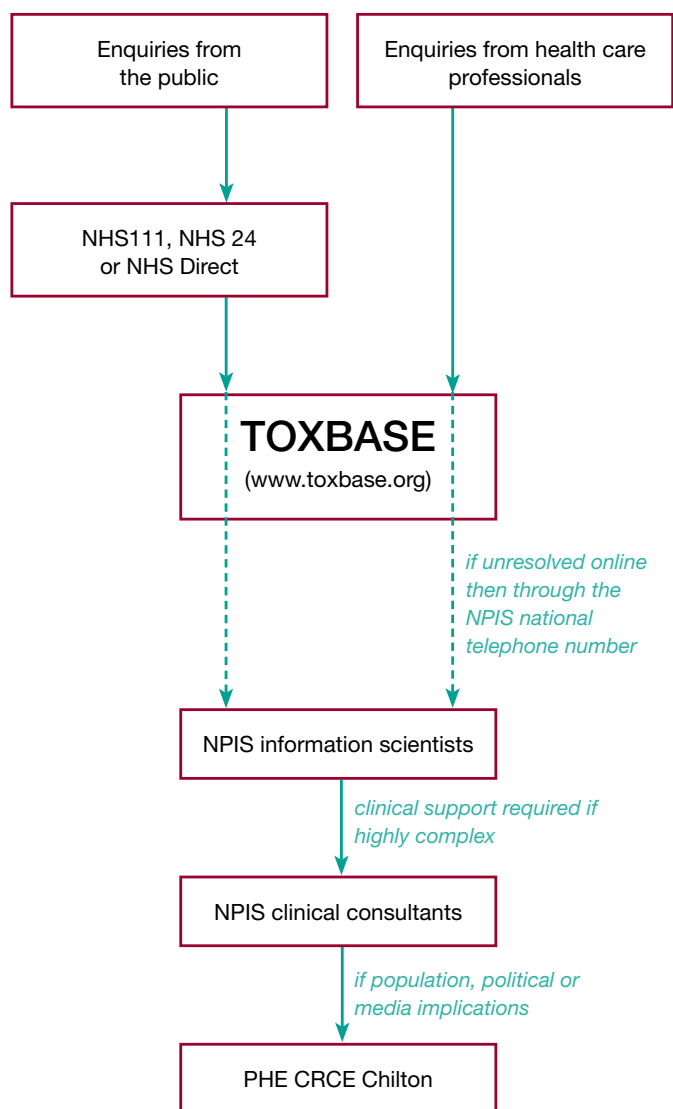 Enquiries from
the public
Enquiries from health care
professionals
NHS111, NHS 24
or NHS Direct
TOXBASE
(www.toxbase.org)
if unresolved online
then through the
NPIS national
telephone number
NPIS information scientists
clinical support required if
highly complex
NPIS clinical consultants
if population, political or
media implications
PHE CRCE Chilton